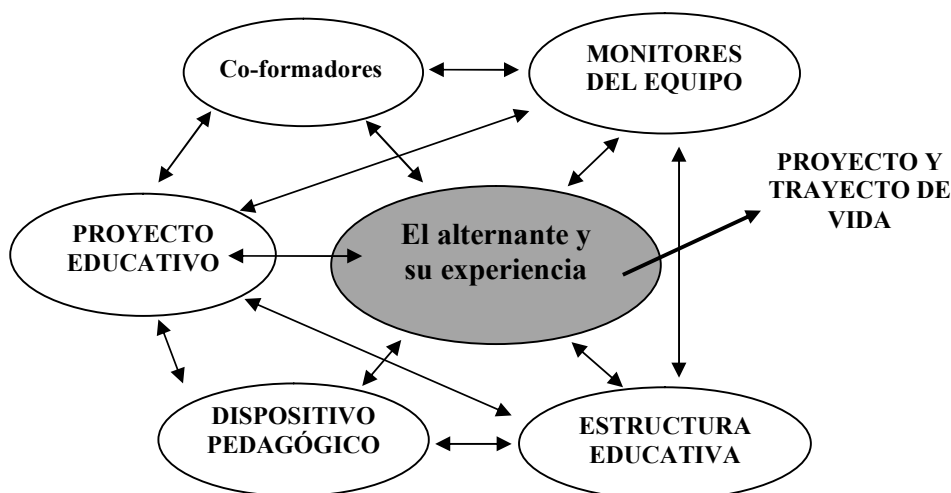 Co-formadores
MONITORES
DEL EQUIPO
PROYECTO Y
TRAYECTO DE
VIDA
PROYECTO
EDUCATIVO
El alternante y
su experiencia
DISPOSITIVO
PEDAGÓGICO
ESTRUCTURA
EDUCATIVA